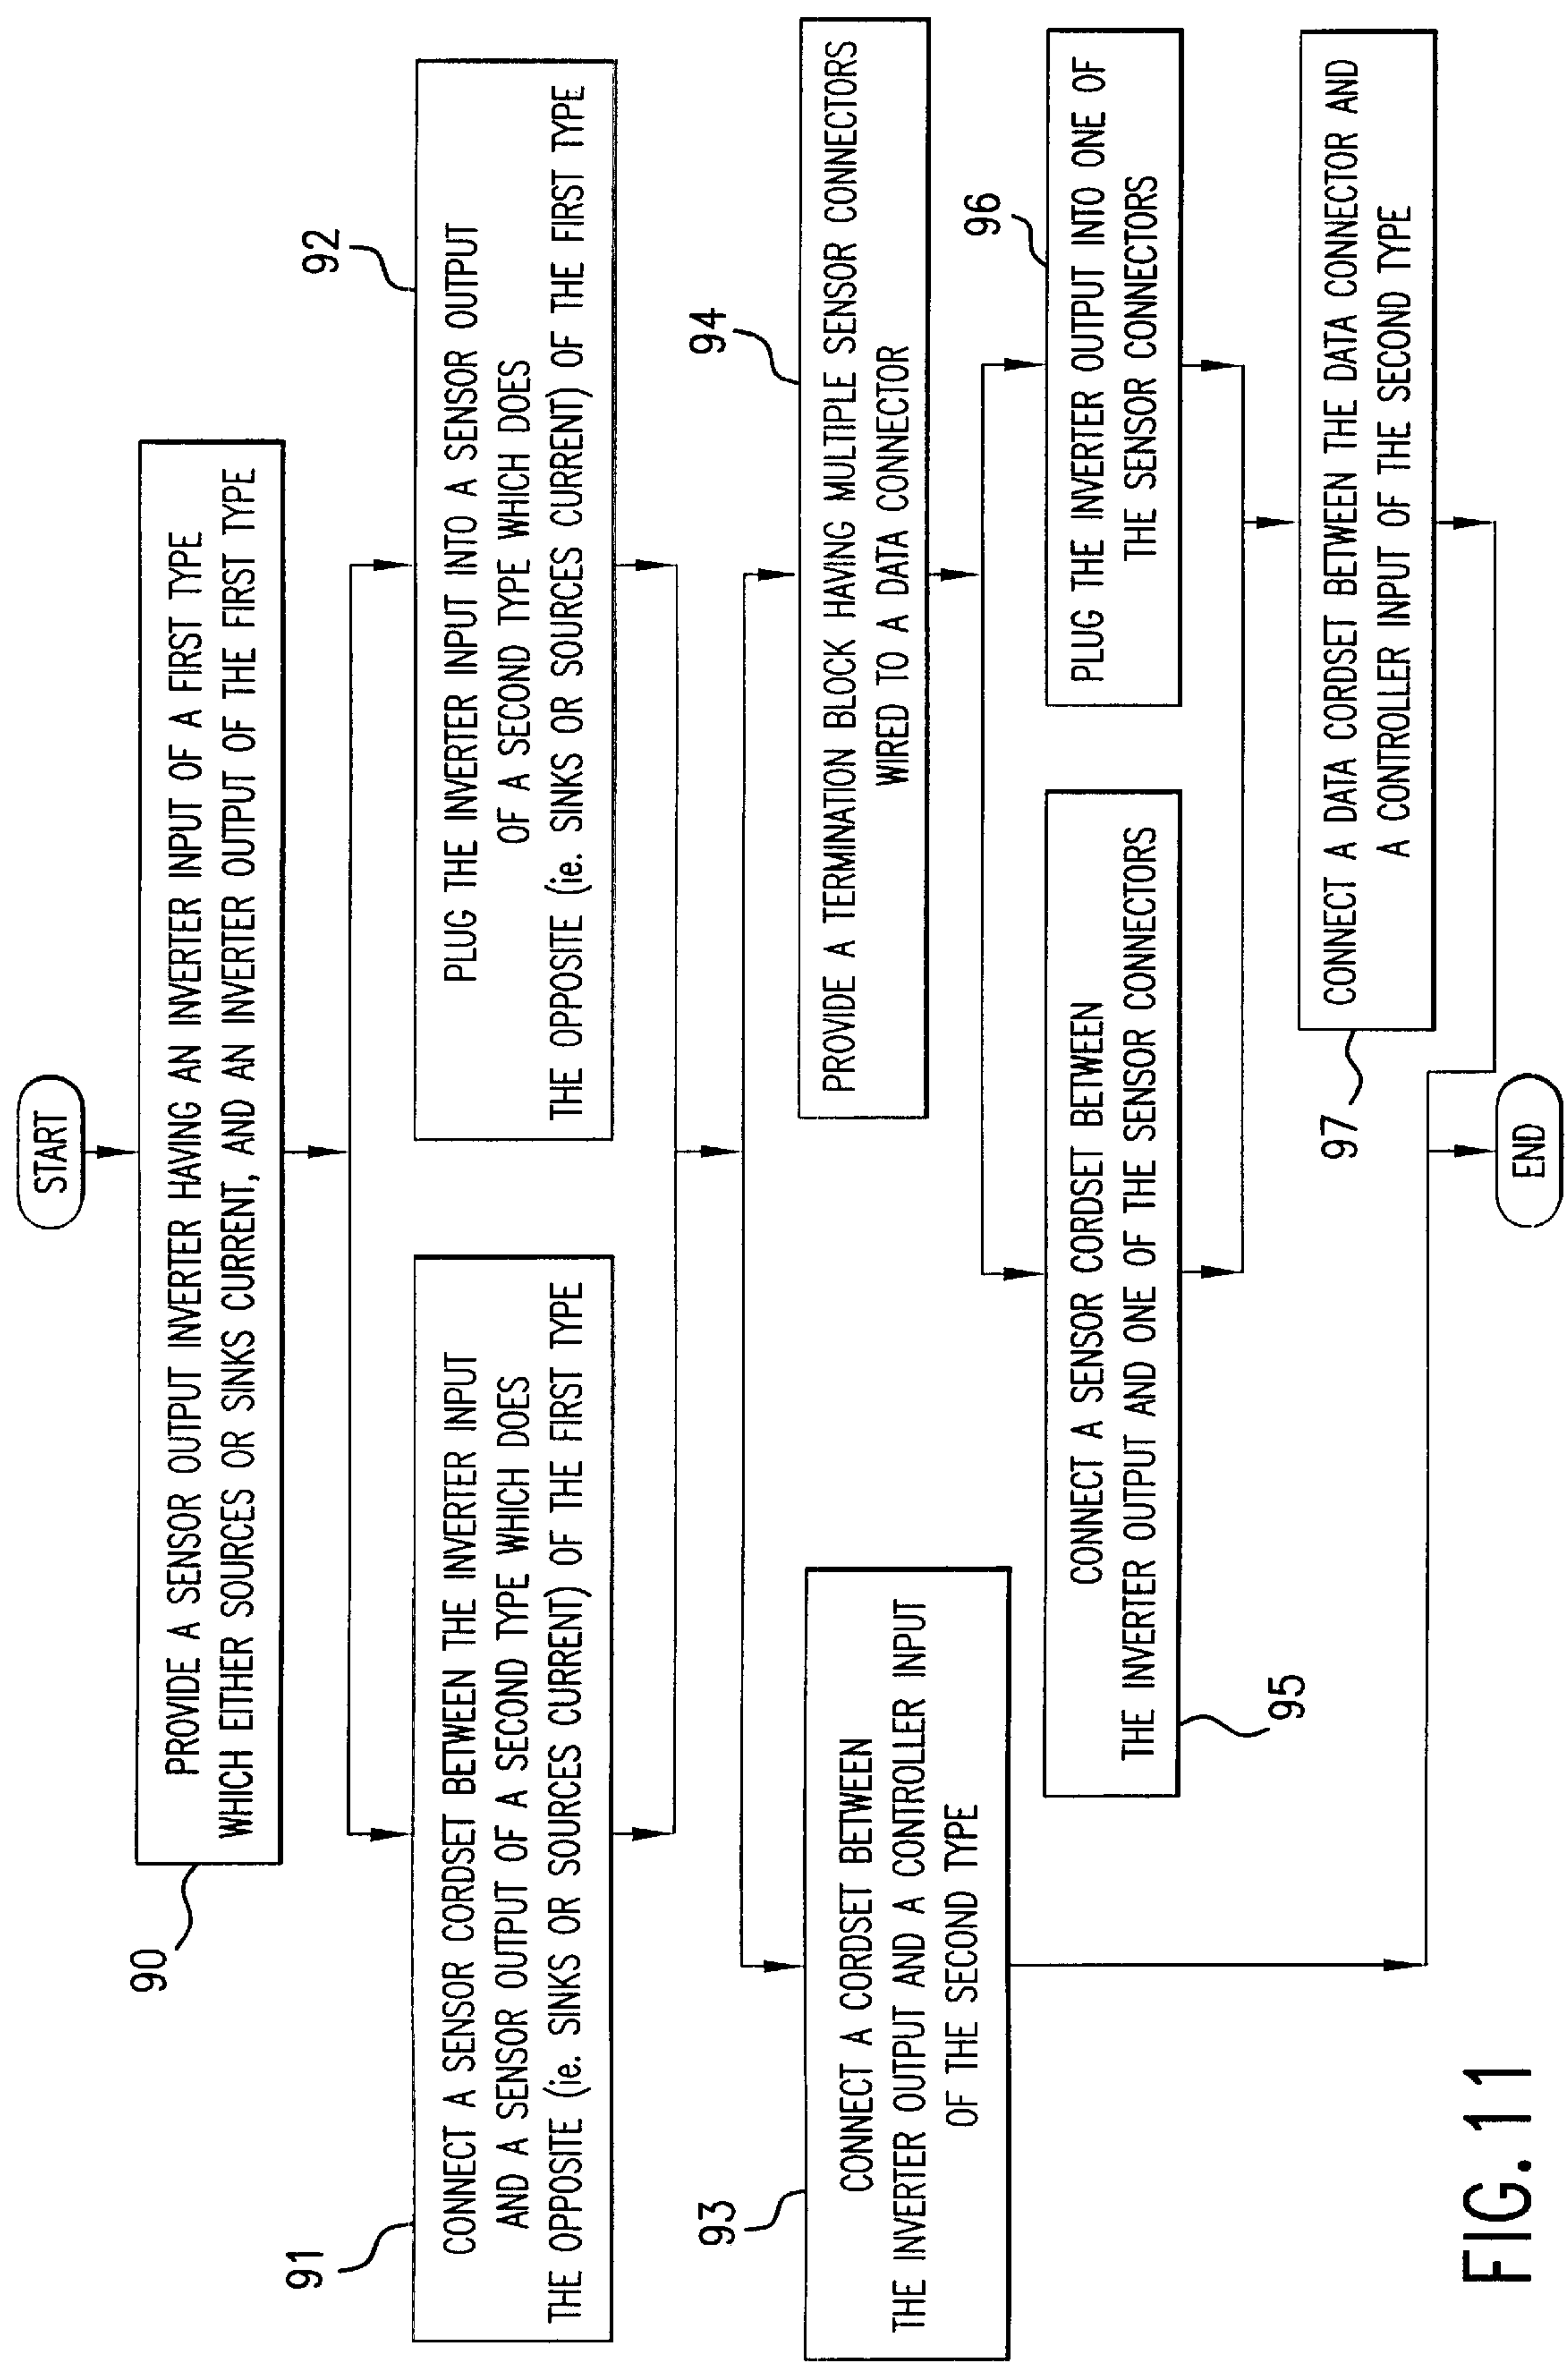 START
90
PROVIDE A SENSOR OUTPUT INVERTER HAVING AN INVERTER INPUT OF A FIRST TYPE
WHICH EITHER SOURCES OR SINKS CURRENT, AND AN INVERTER OUTPUT OF THE FIRST TYPE
91
CONNECT A SENSOR CORDSET BETWEEN THE INVERTER INPUT
AND A SENSOR OUTPUT OF A SECOND TYPE WHICH DOES
THE OPPOSITE (ie. SINKS OR SOURCES CURRENT) OF THE FIRST TYPE
92
PLUG THE INVERTER INPUT INTO A SENSOR OUTPUT
OF A SECOND TYPE WHICH DOES
THE OPPOSITE (ie. SINKS OR SOURCES CURRENT) OF THE FIRST TYPE
93
CONNECT A CORDSET BETWEEN
THE INVERTER OUTPUT AND A CONTROLLER INPUT
OF THE SECOND TYPE
94
PROVIDE A TERMINATION BLOCK HAVING MULTIPLE SENSOR CONNECTORS
WIRED TO A DATA CONNECTOR
95
CONNECT A SENSOR CORDSET BETWEEN
THE INVERTER OUTPUT AND ONE OF THE SENSOR CONNECTORS
96
PLUG THE INVERTER OUTPUT INTO ONE OF
THE SENSOR CONNECTORS
97
CONNECT A DATA CORDSET BETWEEN THE DATA CONNECTOR AND
A CONTROLLER INPUT OF THE SECOND TYPE
END
FIG. 11